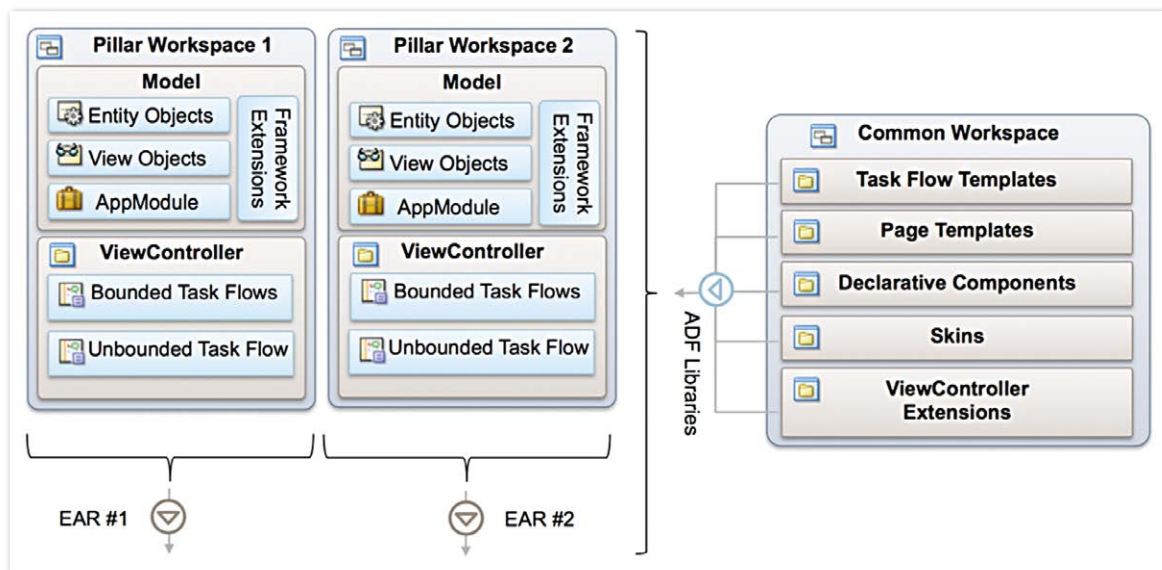 Pillar Workspace 1
Model
Entity Objects
View Objects
AppModule
Framework
Extensions
ViewController
Bounded Task Flows
Unbounded Task Flow
EAR #1
Pillar Workspace 2
Model
Entity Objects
View Objects
AppModule
Framework
Extensions
ViewController
Bounded Task Flows
Unbounded Task Flow
EAR #2
ADF Libraries
Common Workspace
Task Flow Templates
Page Templates
Declarative Components
Skins
ViewController
Extensions